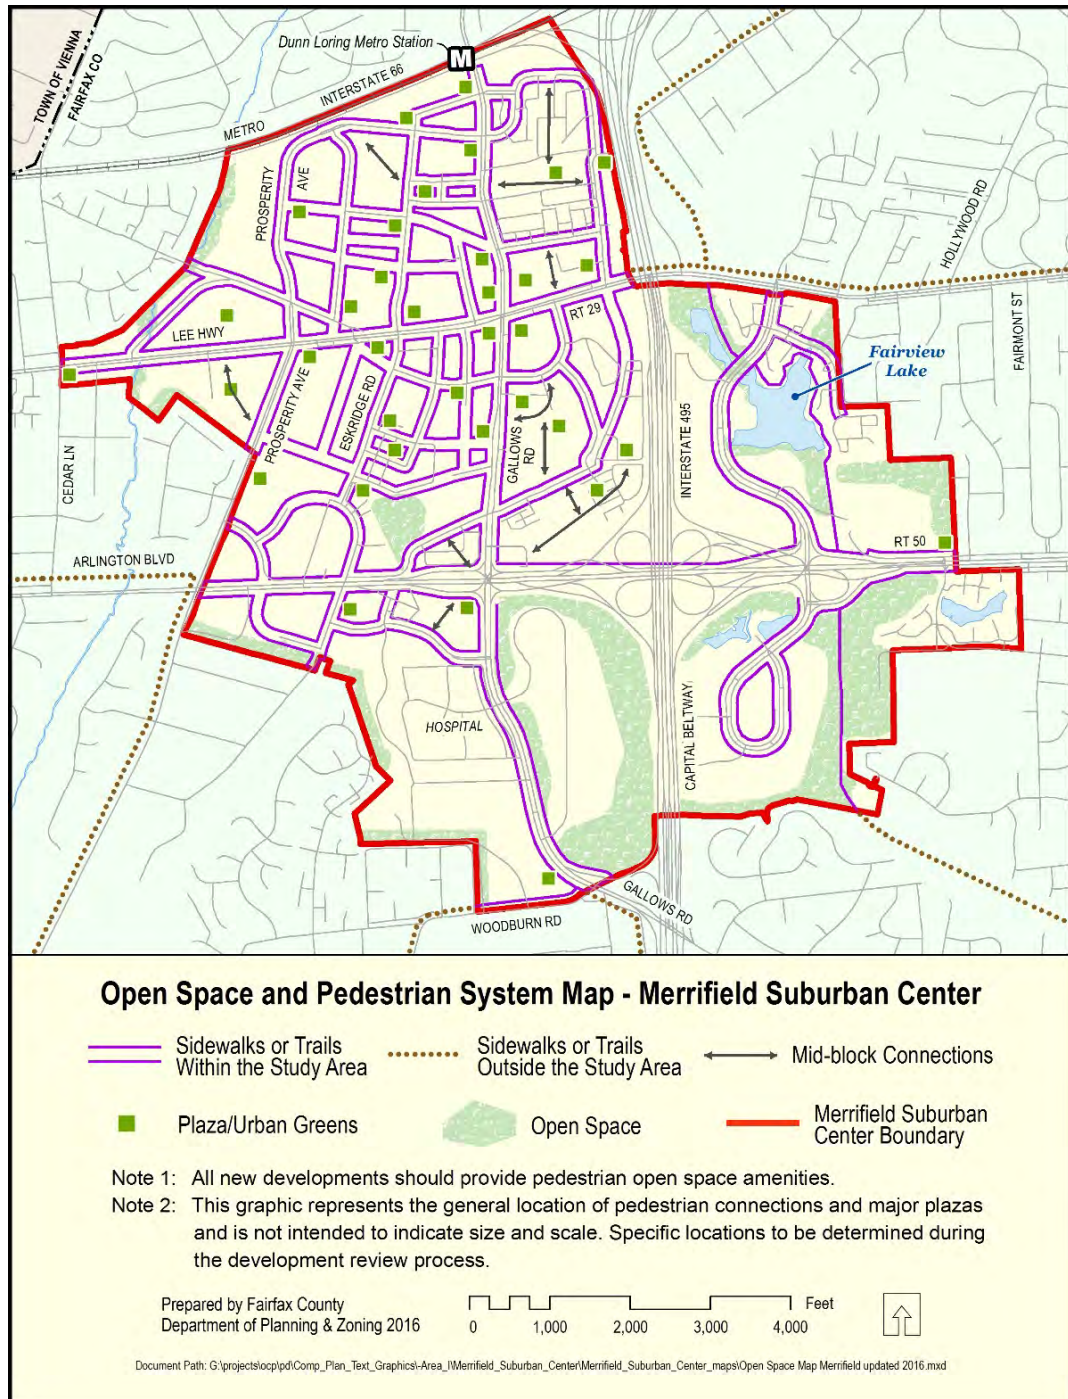 Dunn Loring Metro Station
M
TOWN OF VIENNA
FAIRFAX CO
METRO
INTERSTATE 66
PROSPERITY
AVE
HOLLYWOOD RD
FAIRMONT ST
LEE HWY
RT 29
Fairview
Lake
PROSPERITY AVE
ESKRIDGE RD
GALLOWS
RD
INTERSTATE 495
CEDAR LN
ARLINGTON BLVD
RT 50
HOSPITAL
CAPITAL BELTWAY
GALLOWS RD
WOODBURN RD
Open Space and Pedestrian System Map - Merrifield Suburban Center
Sidewalks or Trails
Within the Study Area
Sidewalks or Trails
Outside the Study Area
Mid-block Connections
Plaza/Urban Greens
Open Space
Merrifield Suburban
Center Boundary
Note 1: All new developments should provide pedestrian open space amenities.
Note 2: This graphic represents the general location of pedestrian connections and major plazas
and is not intended to indicate size and scale. Specific locations to be determined during
the development review process.
Prepared by Fairfax County
Department of Planning & Zoning 2016
Feet
0 1,000 2,000 3,000 4,000
Document Path: G:\projects\ocp\pd\Comp_Plan_Text_Graphics\-Area_I\Merrifield_Suburban_Center\Merrifield_Suburban_Center_maps\Open Space Map Merrifield updated 2016.mxd